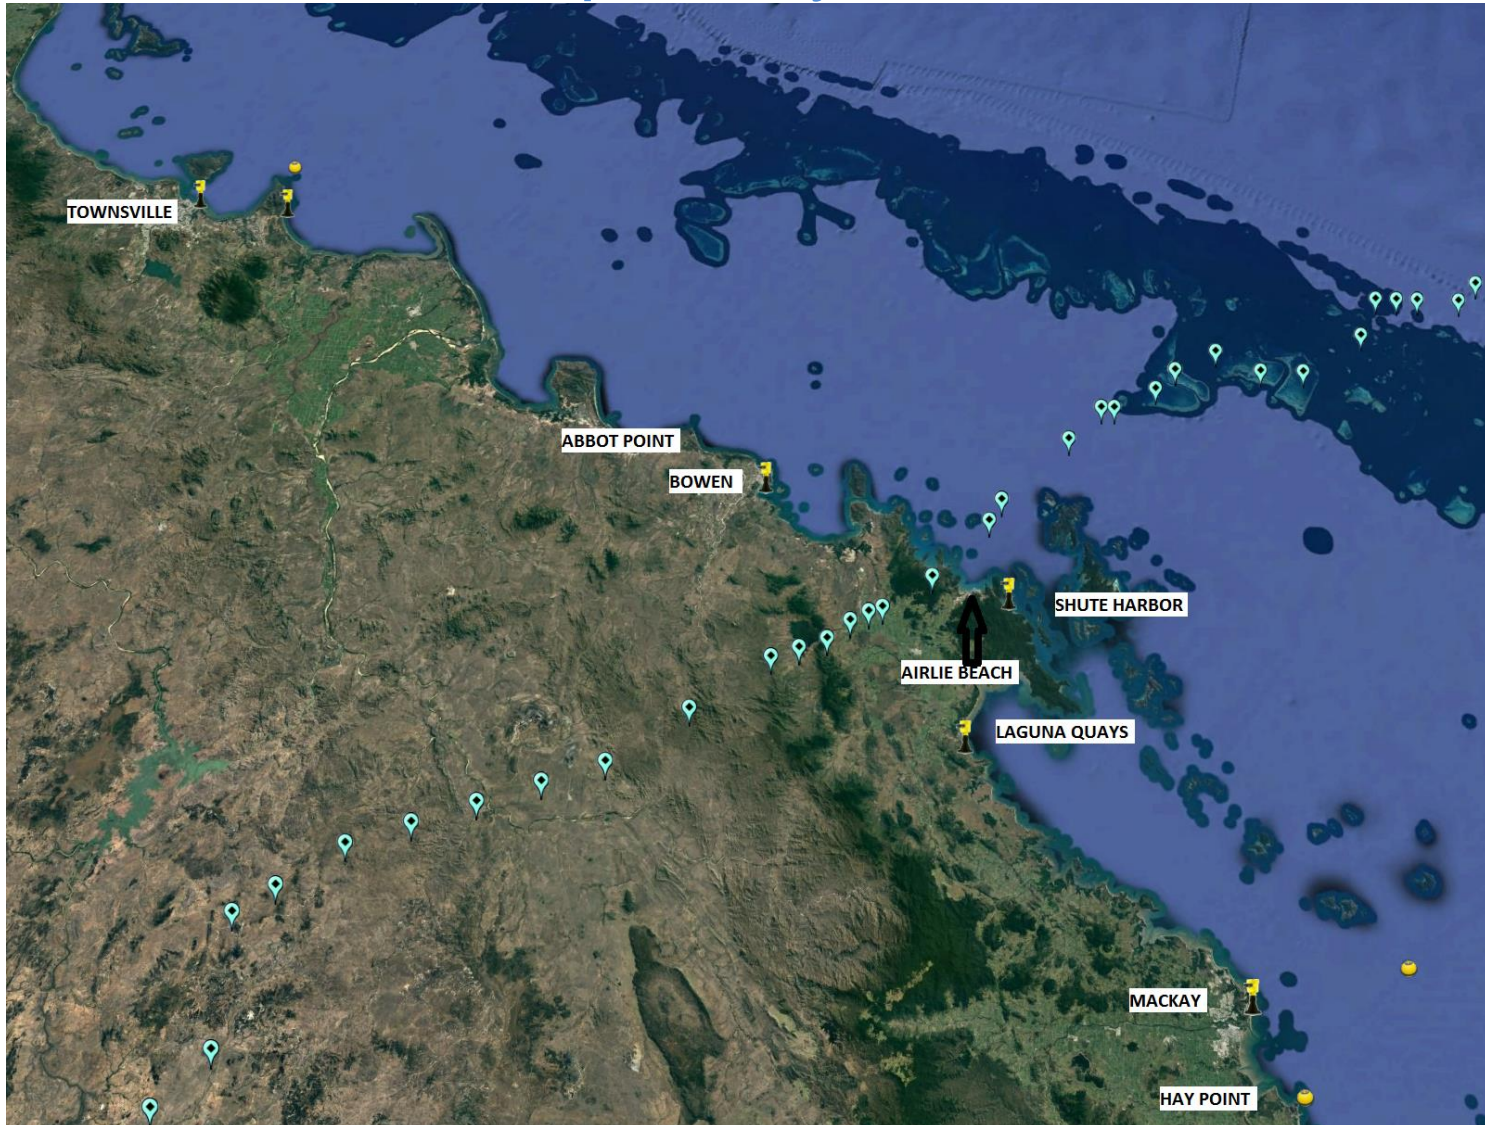 TOWNSVILLE
ABBOT POINT
BOWEN
SHUTE HARBOR
AIRLIE BEACH
LAGUNA QUAYS
MACKAY
HAY POINT